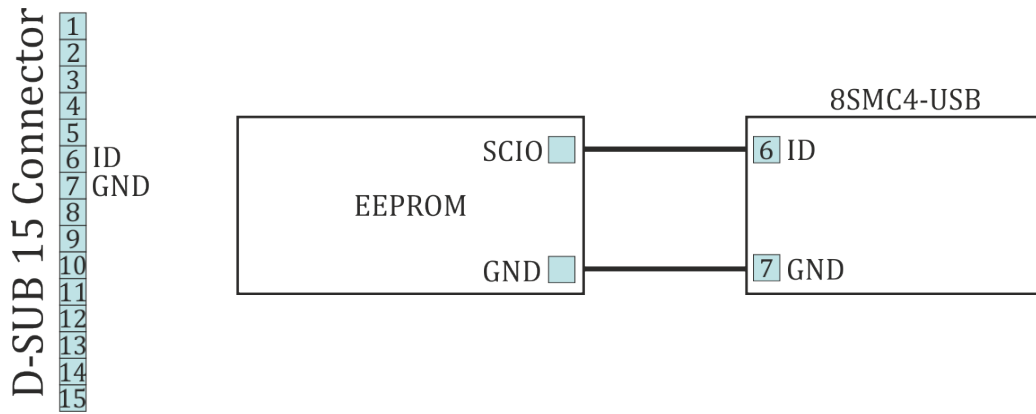 D-SUB 15 Connector
1
2
3
4
5
6 ID
7 GND
8
9
10
11
12
13
14
15
EEPROM
SCIO
GND
8SMC4-USB
6 ID
7 GND